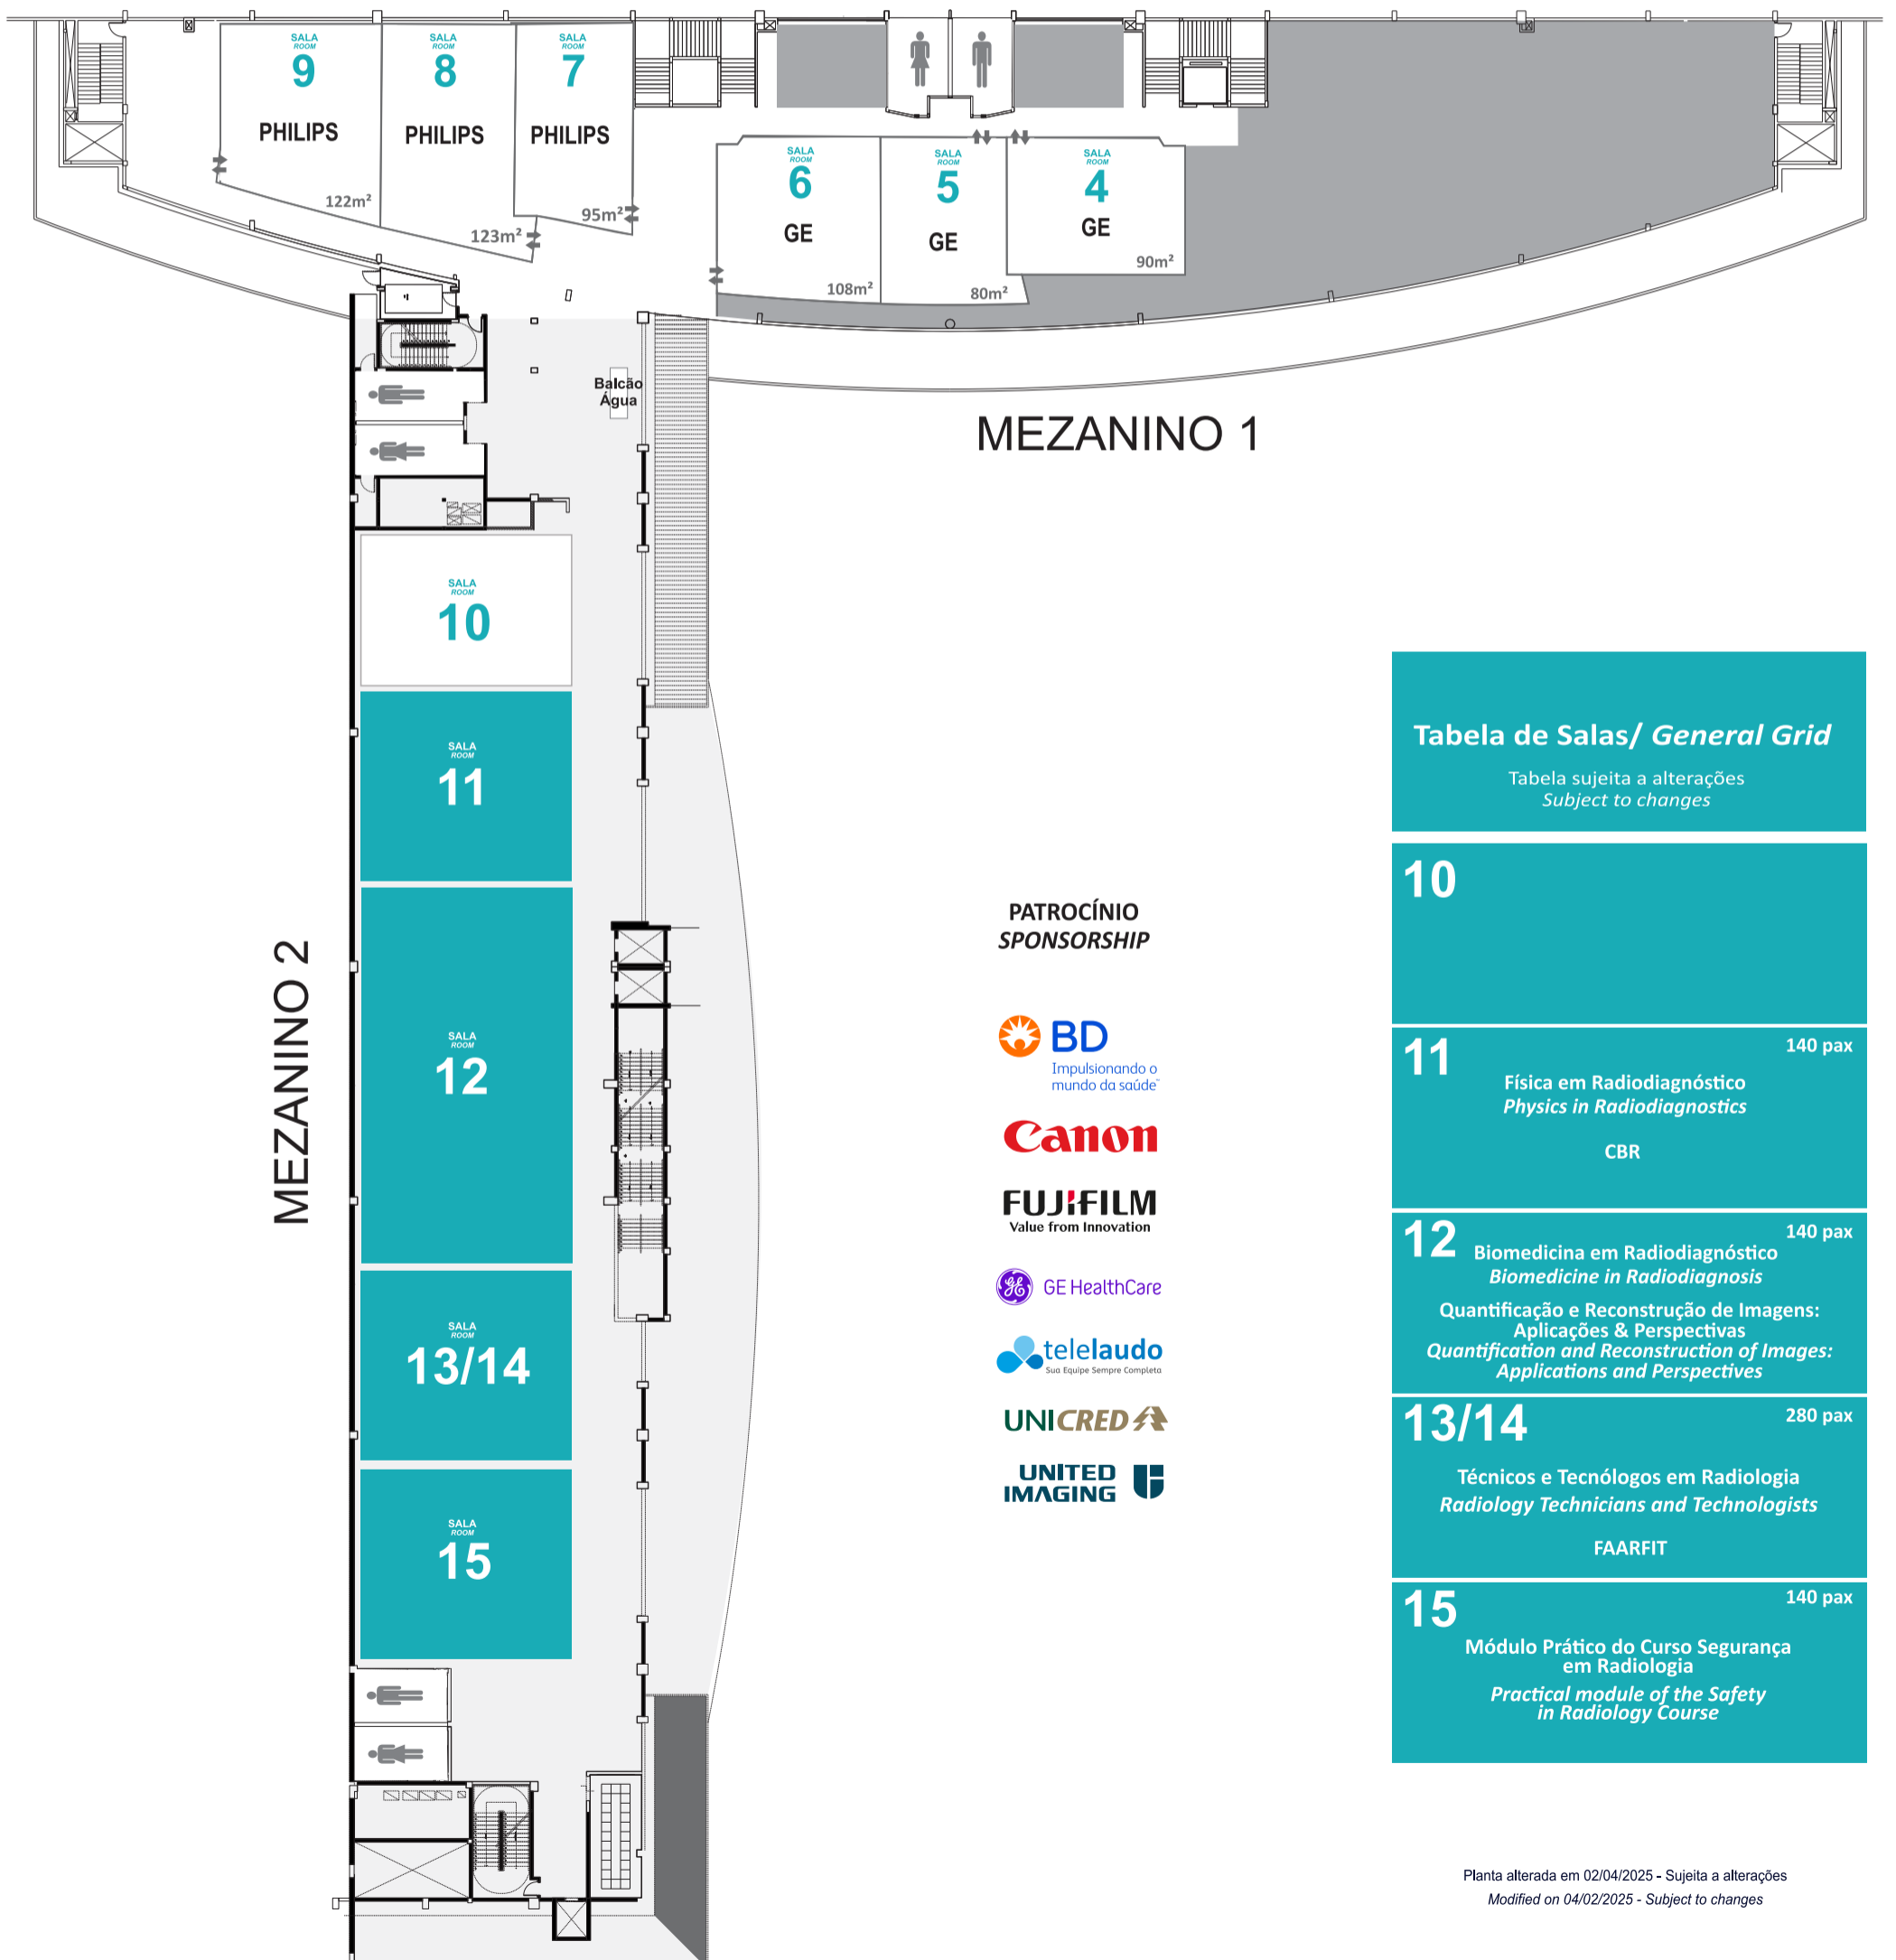 SALA
ROOM
9
PHILIPS
122m²
SALA
ROOM
8
PHILIPS
123m²
SALA
ROOM
7
PHILIPS
95m²
SALA
ROOM
6
GE
108m²
SALA
ROOM
5
GE
80m²
SALA
ROOM
4
GE
90m²
Balcão
Água
MEZANINO 1
MEZANINO 2
SALA
ROOM
10
SALA
ROOM
11
SALA
ROOM
12
SALA
ROOM
13/14
SALA
ROOM
15
PATROCÍNIO
SPONSORSHIP
BD
Impulsionando o
mundo da saúde™
Canon
FUJIFILM
Value from Innovation
GE HealthCare
telelaudo
Sua Equipe Sempre Completa
UNICRED
UNITED
IMAGING
Tabela de Salas/ General Grid
Tabela sujeita a alterações
Subject to changes
10
11
140 pax
Física em Radiodiagnóstico
Physics in Radiodiagnostics
CBR
12
140 pax
Biomedicina em Radiodiagnóstico
Biomedicine in Radiodiagnosis
Quantificação e Reconstrução de Imagens:
Aplicações & Perspectivas
Quantification and Reconstruction of Images:
Applications and Perspectives
13/14
280 pax
Técnicos e Tecnólogos em Radiologia
Radiology Technicians and Technologists
FAARFIT
15
140 pax
Módulo Prático do Curso Segurança
em Radiologia
Practical module of the Safety
in Radiology Course
Planta alterada em 02/04/2025 - Sujeita a alterações
Modified on 04/02/2025 - Subject to changes